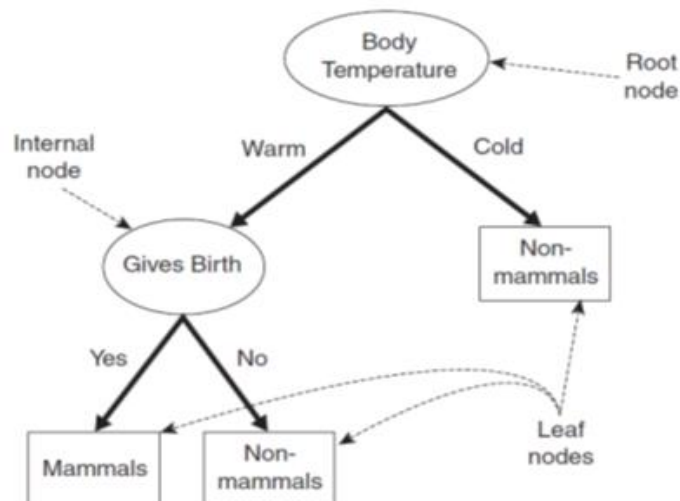 Body
Temperature
Root
node
Internal
node
Warm
Cold
Gives Birth
Non-
mammals
Yes
No
Mammals
Non-
mammals
Leaf
nodes